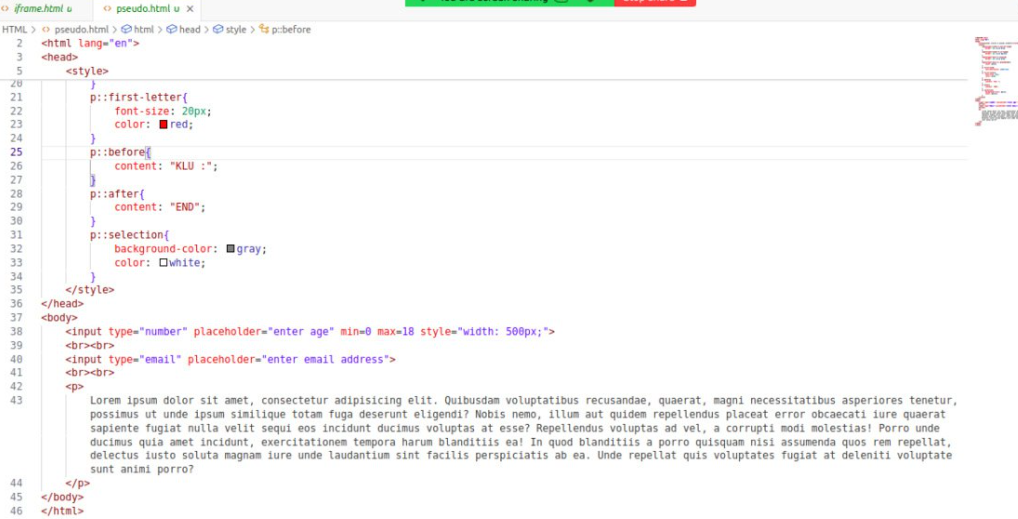 iframe.html U
pseudo.html U ×
HTML > pseudo.html > html > head > style > p::before
2 <html lang="en">
3 <head>
5 <style>
20 }
21 p::first-letter{
22 font-size: 20px;
23 color: red;
24 }
25 p::before{
26 content: "KLU :";
27 }
28 p::after{
29 content: "END";
30 }
31 p::selection{
32 background-color: gray;
33 color: white;
34 }
35 </style>
36 </head>
37 <body>
38 <input type="number" placeholder="enter age" min=0 max=18 style="width: 500px;">
39 <br><br>
40 <input type="email" placeholder="enter email address">
41 <br><br>
42 <p>
43 Lorem ipsum dolor sit amet, consectetur adipisicing elit. Quibusdam voluptatibus recusandae, quaerat, magni necessitatibus asperiores tenetur,
possimus ut unde ipsum similique totam fuga deserunt eligendi? Nobis nemo, illum aut quidem repellendus placeat error obcaecati iure quaerat
sapiente fugiat nulla velit sequi eos incidunt ducimus voluptas at esse? Repellendus voluptas ad vel, a corrupti modi molestias! Porro unde
ducimus quia amet incidunt, exercitationem tempora harum blanditiis ea! In quod blanditiis a porro quisquam nisi assumenda quos rem repellat,
delectus iusto soluta magnam iure unde laudantium sint facilis perspiciatis ab ea. Unde repellat quis voluptates fugiat at deleniti voluptate
sunt animi porro?
44 </p>
45 </body>
46 </html>